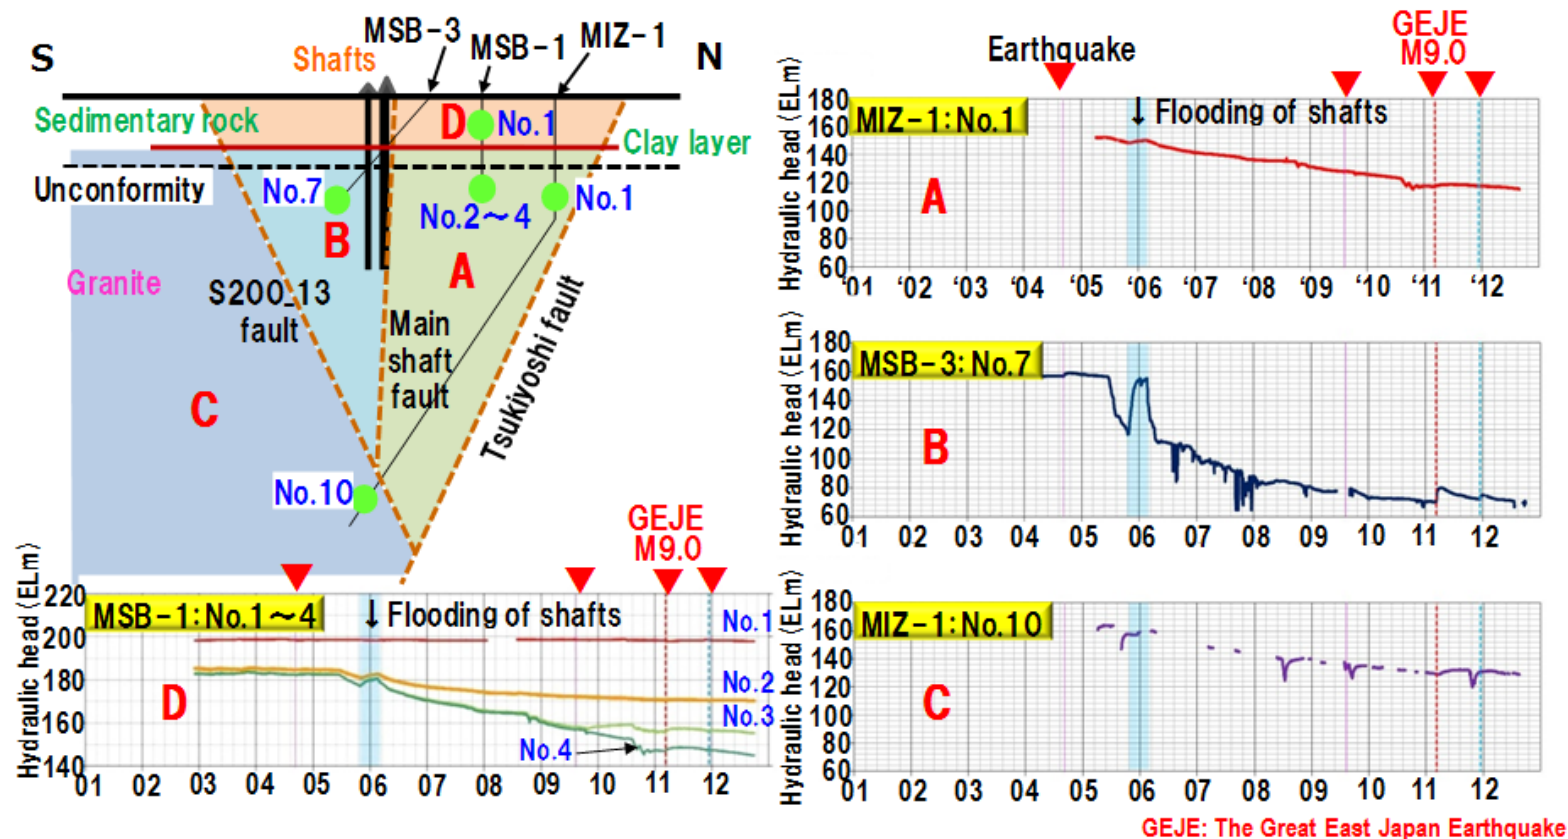 S
N
MSB-3
MSB-1
MIZ-1
Shafts
Sedimentary rock
D
No.1
Clay layer
Unconformity
No.7
No.2～4
No.1
B
A
Granite
S200_13
fault
Main
shaft
fault
Tsukiyoshi fault
C
No.10
GEJE
M9.0
Hydraulic head (ELm)
220
200
180
160
140
MSB-1: No.1～4
↓Flooding of shafts
No.1
No.2
No.3
No.4
D
01 02 03 04 05 06 07 08 09 10 11 12
Earthquake
GEJE
M9.0
Hydraulic head (ELm)
180
160
140
120
100
80
60
MIZ-1: No.1
↓ Flooding of shafts
A
'01 '02 '03 '04 '05 '06 '07 '08 '09 '10 '11 '12
Hydraulic head (ELm)
180
160
140
120
100
80
60
MSB-3: No.7
B
01 02 03 04 05 06 07 08 09 10 11 12
Hydraulic head (ELm)
180
160
140
120
100
80
60
MIZ-1: No.10
C
01 02 03 04 05 06 07 08 09 10 11 12
GEJE: The Great East Japan Earthquake